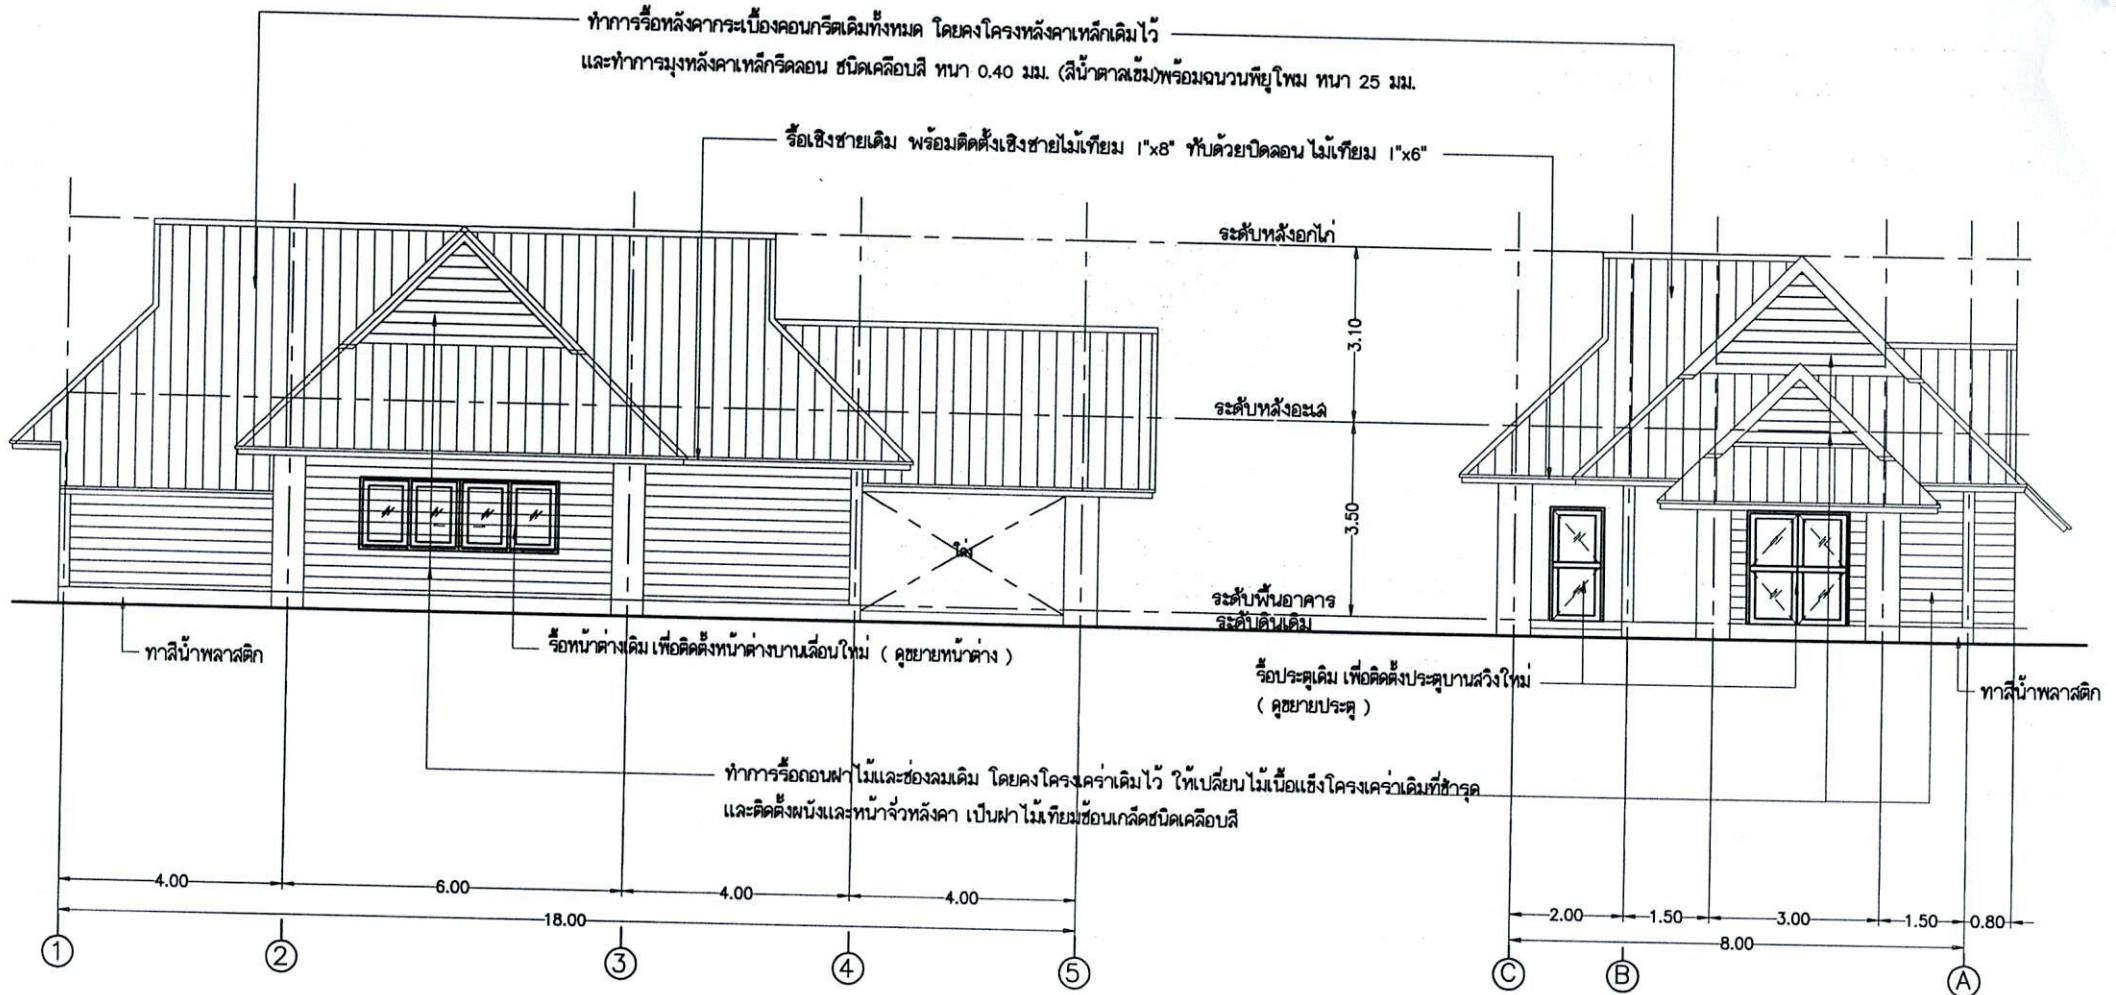 ทำการรื้อหลังคากระเบื้องคอนกรีตเดิมทั้งหมด โดยคงโครงหลังคาเหล็กเดิมไว้
และทำการมุงหลังคาเหล็กรีดลอน ชนิดเคลือบสี หนา 0.40 มม. (สีน้ำตาลเข้ม)พร้อมฉนวนพียูโฟม หนา 25 มม.
รื้อเชิงชายเดิม พร้อมติดตั้งเชิงชายไม้เทียม 1"x8" ทับด้วยปิดลอน ไม้เทียม 1"x6"
ระดับหลังอกไก่
3.10
ระดับหลังอะเส
3.50
โล่ง
ระดับพื้นอาคาร
ระดับดินเดิม
ทาสีน้ำพลาสติก
รื้อหน้าต่างเดิม เพื่อติดตั้งหน้าต่างบานเลื่อนใหม่ ( ดูขยายหน้าต่าง )
รื้อประตูเดิม เพื่อติดตั้งประตูบานสวิงใหม่
( ดูขยายประตู )
ทาสีน้ำพลาสติก
ทำการรื้อถอนฝาไม้และช่องลมเดิม โดยคงโครงเคร่าเดิมไว้ ให้เปลี่ยนไม้เนื้อแข็งโครงเคร่าเดิมที่ชำรุด
และติดตั้งผนังและหน้าจั่วหลังคา เป็นฝาไม้เทียมซ้อนเกล็ดชนิดเคลือบสี
4.00 6.00 4.00 4.00
18.00
2.00 1.50 3.00 1.50 0.80
8.00
1 2 3 4 5
C B A